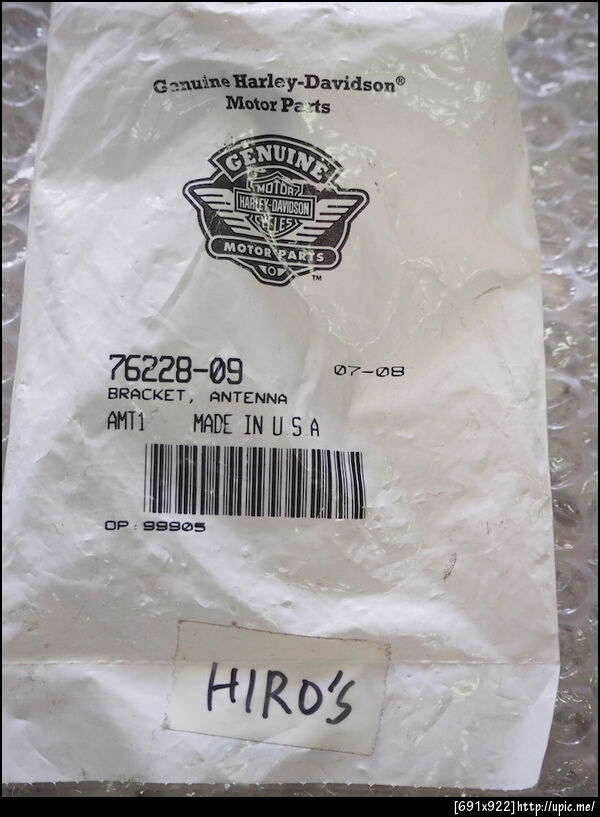 Genuine Harley-Davidson®
Motor Parts
GENUINE
MOTOR
HARLEY-DAVIDSON
CYCLES
MOTOR PARTS
TM
76228-09 07-08
BRACKET, ANTENNA
AMT1 MADE IN U.S.A
OP: 99905
HIRO'S
[691x922]http://upic.me/